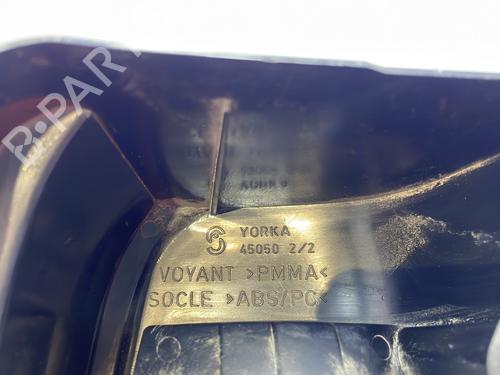 B-PARTS
YORKA
45050 2/2
VOYANT >PMMA<
SOCLE >ABS/PC<